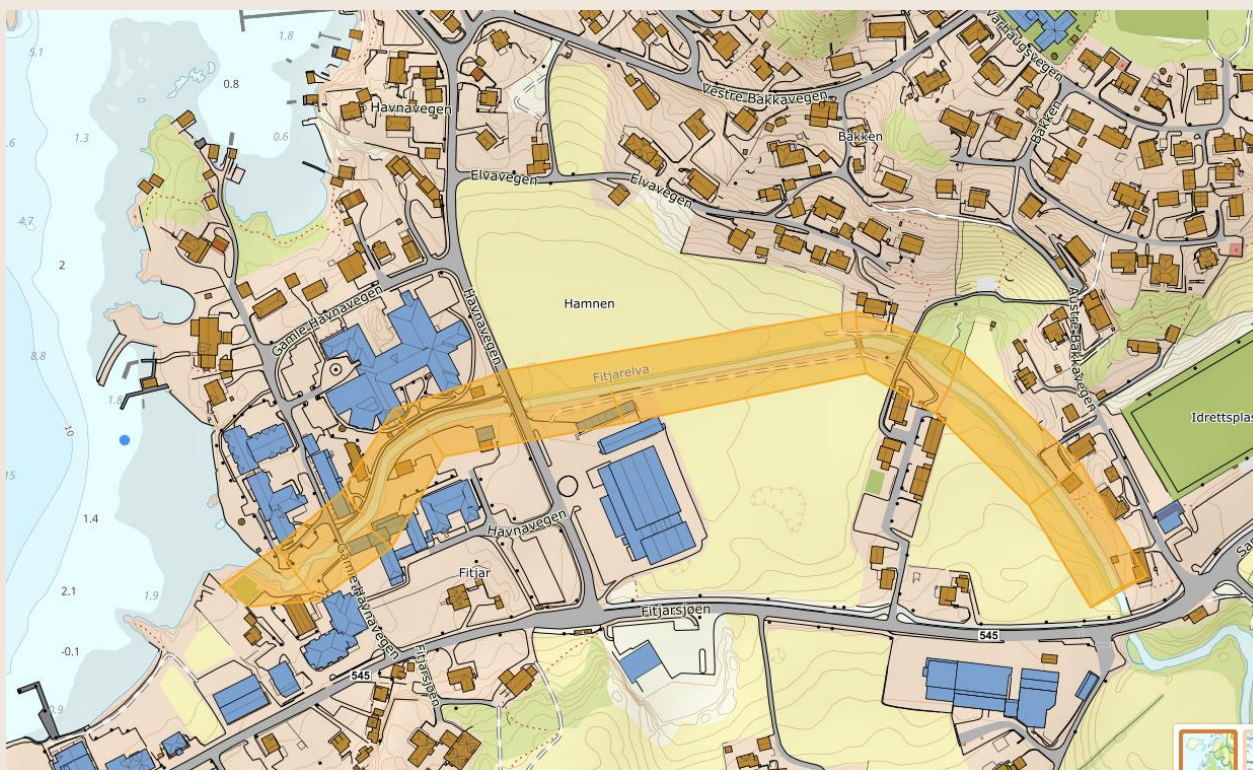 5.1
1.8
varhaugsvegen
0.8
Vestre Bakkavegen
Havnavegen
1.3
0.6
Bakken
Bakken
Elvavegen
Elvavegen
4.7
2
Austre Bakkavegen
Hamnen
Gamle Havnavegen
Havnavegen
8.8
Fitjarelva
1.8
Idrettsplas
10
15
1.4
Havnavegen
Gamle Havnavegen
Fitjar
2.1
1.9
Fitjarsjøen
545
-0.1
Fitjarsjøen
545
0.9